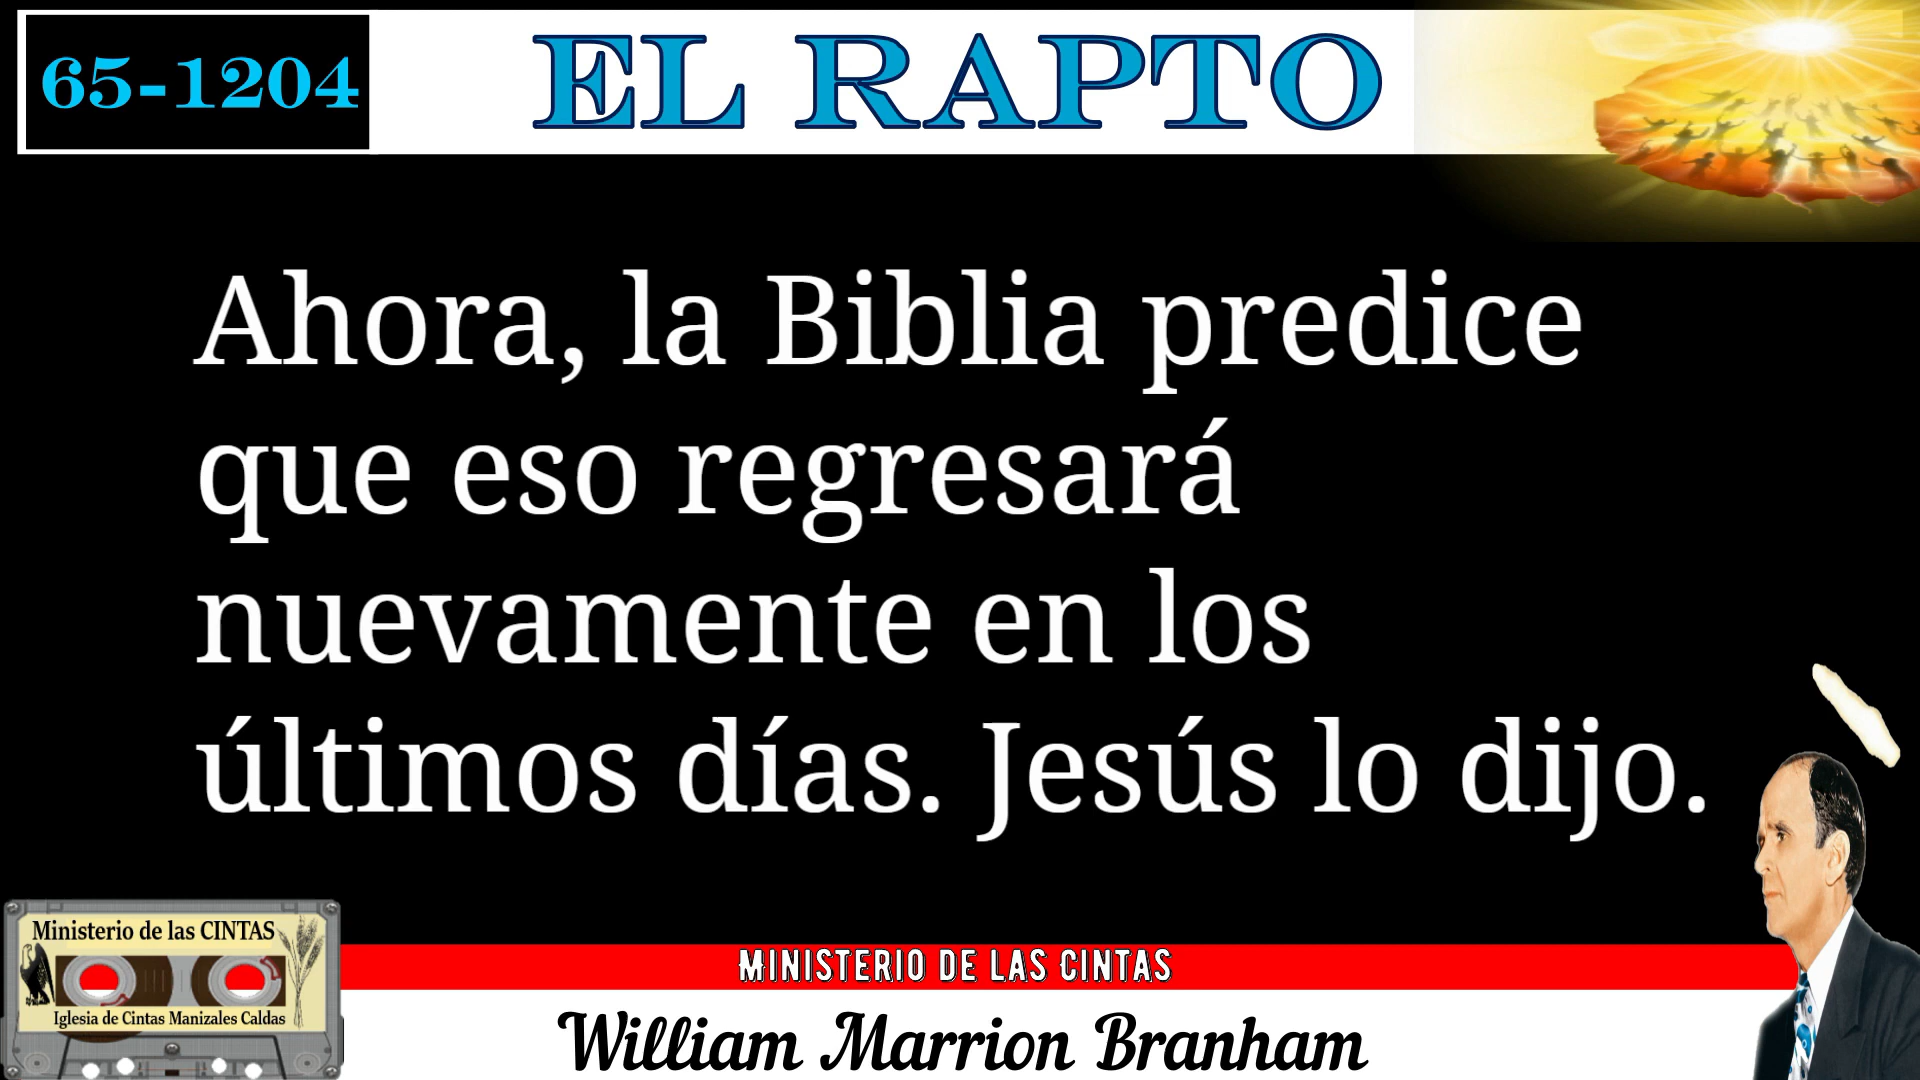 65-1204
EL RAPTO
Ahora, la Biblia predice
que eso regresará
nuevamente en los
últimos días. Jesús lo dijo.
Ministerio de las CINTAS
Iglesia de Cintas Manizales Caldas
MINISTERIO DE LAS CINTAS
William Marrion Branham